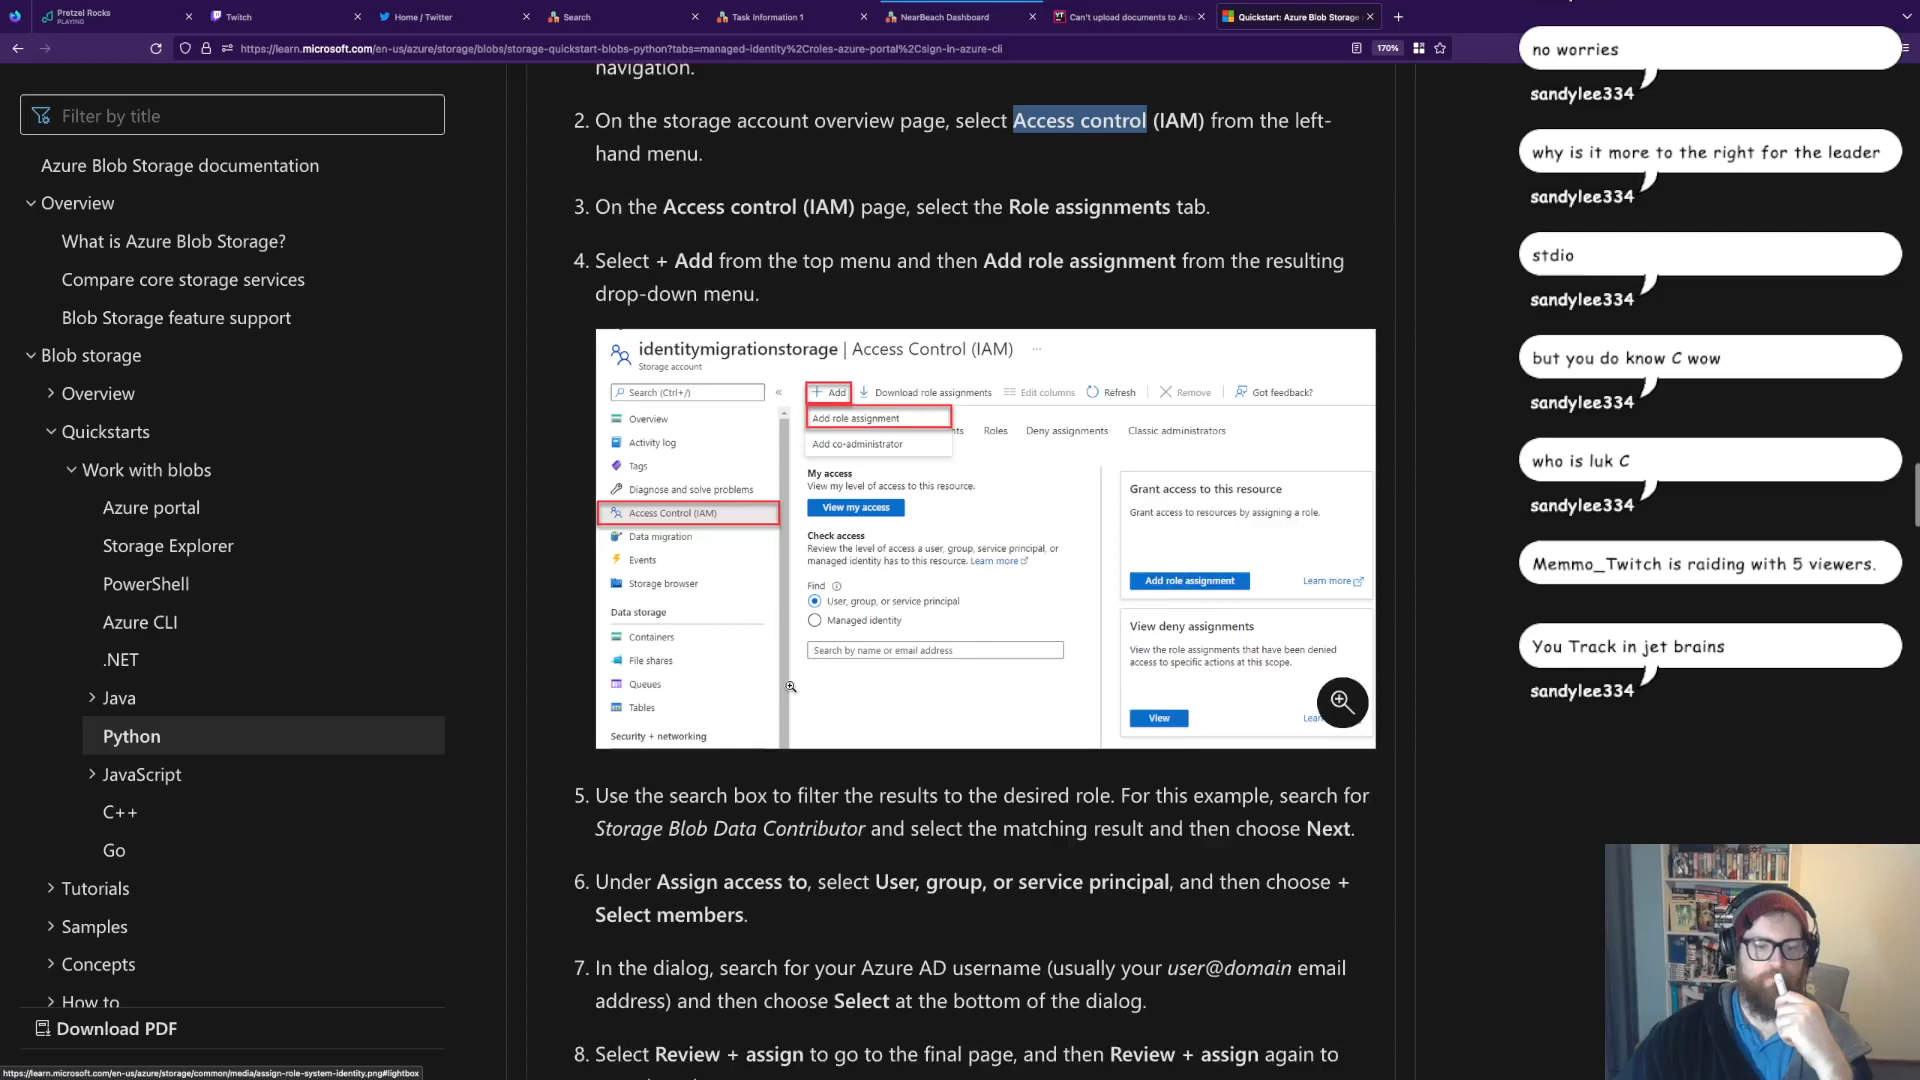 Pretzel Rocks
PLAYING
Twitch
Home / Twitter
Search
Task Information 1
NearBeach Dashboard
Can't upload documents to Az
Quickstart: Azure Blob Storage
https://learn.microsoft.com/en-us/azure/storage/blobs/storage-quickstart-blobs-python?tabs=managed-identity%2Croles-azure-portal%2Csign-in-azure-cli
170%
Filter by title
Azure Blob Storage documentation
Overview
What is Azure Blob Storage?
Compare core storage services
Blob Storage feature support
Blob storage
Overview
Quickstarts
Work with blobs
Azure portal
Storage Explorer
PowerShell
Azure CLI
.NET
Java
Python
JavaScript
C++
Go
Tutorials
Samples
Concepts
How to
Download PDF
https://learn.microsoft.com/en-us/azure/storage/common/media/assign-role-system-identity.png#lightbox
navigation.
2. On the storage account overview page, select Access control (IAM) from the left-
hand menu.
3. On the Access control (IAM) page, select the Role assignments tab.
4. Select + Add from the top menu and then Add role assignment from the resulting
drop-down menu.
identitymigrationstorage | Access Control (IAM) ...
Storage account
Search (Ctrl+/)
«
Overview
Activity log
Tags
Diagnose and solve problems
Access Control (IAM)
Data migration
Events
Storage browser
Data storage
Containers
File shares
Queues
Tables
Security + networking
+ Add
Download role assignments
Edit columns
Refresh
Remove
Got feedback?
Add role assignment
Add co-administrator
nts
Roles
Deny assignments
Classic administrators
My access
View my level of access to this resource.
View my access
Check access
Review the level of access a user, group, service principal, or
managed identity has to this resource. Learn more
Find
User, group, or service principal
Managed identity
Search by name or email address
Grant access to this resource
Grant access to resources by assigning a role.
Add role assignment
Learn more
View deny assignments
View the role assignments that have been denied
access to specific actions at this scope.
View
Lear
5. Use the search box to filter the results to the desired role. For this example, search for
Storage Blob Data Contributor and select the matching result and then choose Next.
6. Under Assign access to, select User, group, or service principal, and then choose +
Select members.
7. In the dialog, search for your Azure AD username (usually your user@domain email
address) and then choose Select at the bottom of the dialog.
8. Select Review + assign to go to the final page, and then Review + assign again to
no worries
sandylee334
why is it more to the right for the leader
sandylee334
stdio
sandylee334
but you do know C wow
sandylee334
who is luk C
sandylee334
Memmo_Twitch is raiding with 5 viewers.
You Track in jet brains
sandylee334